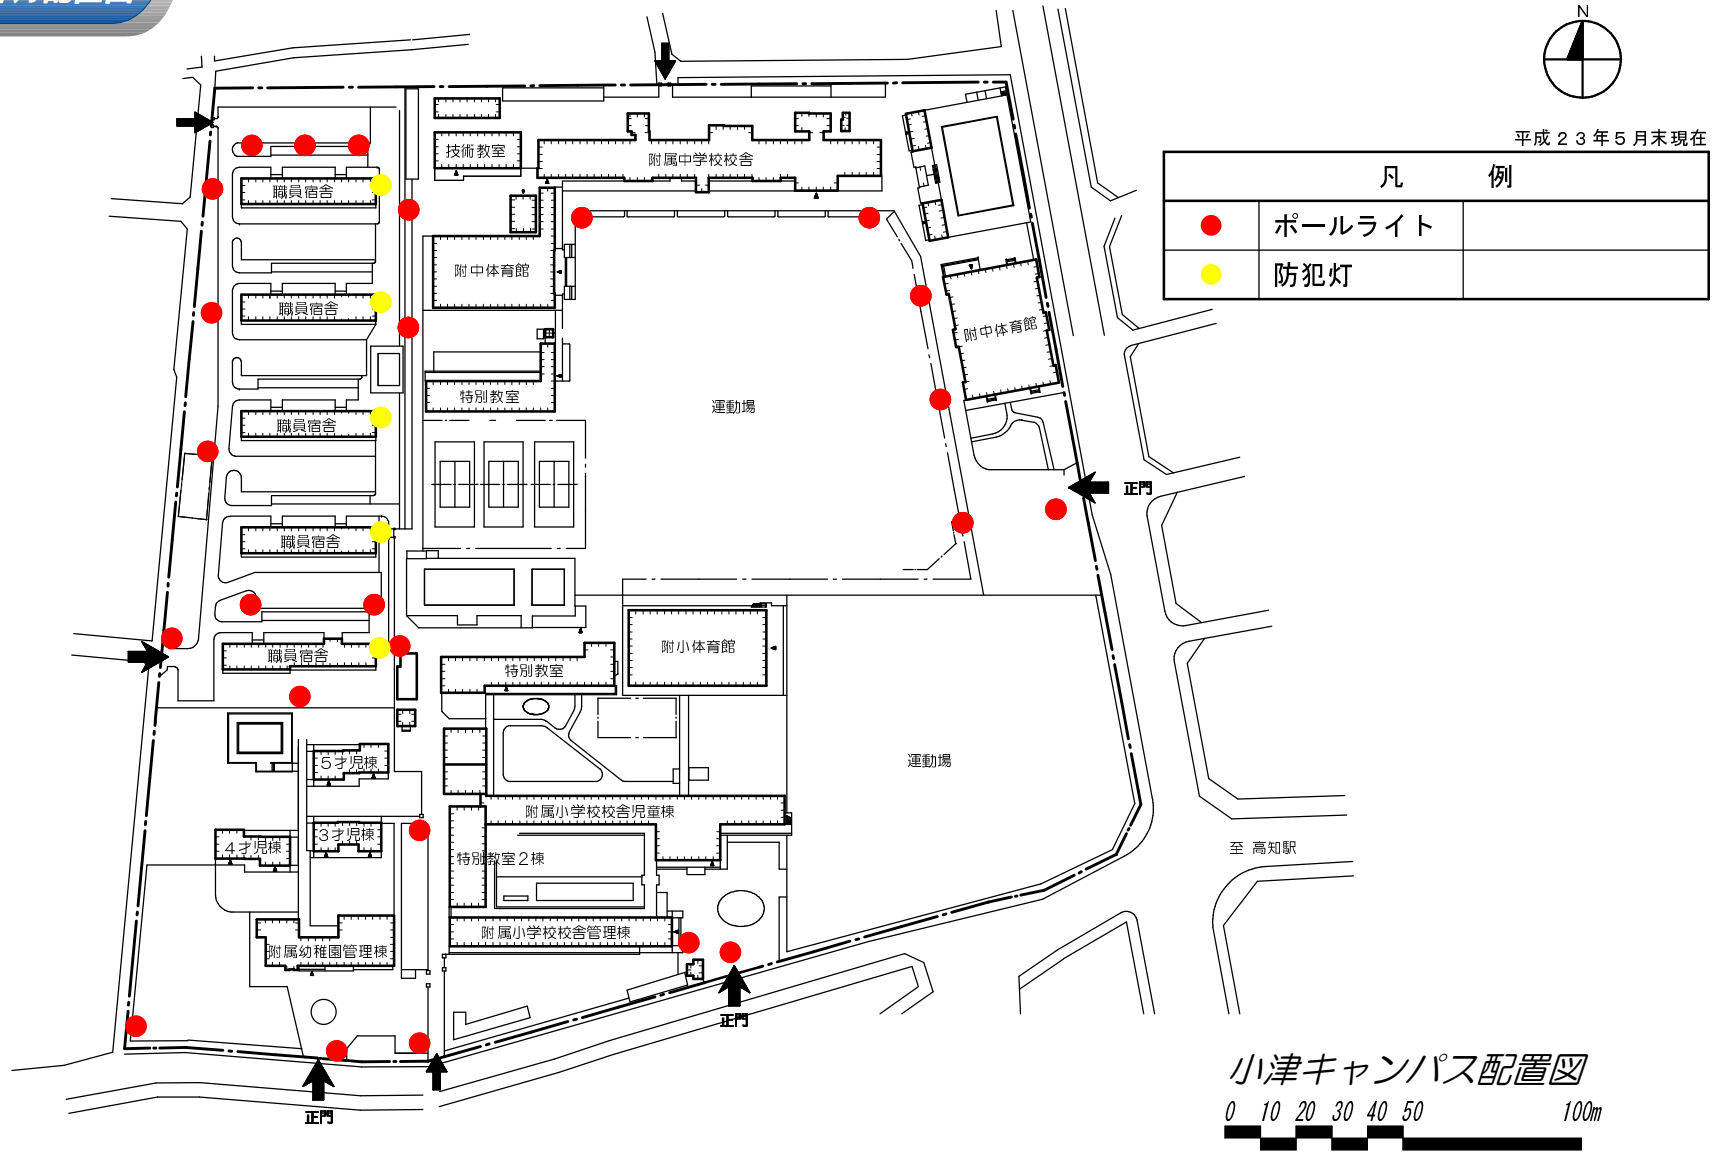 N
平成23年5月末現在
凡 例
ポールライト
防犯灯
技術教室
附属中学校校舎
職員宿舎
附中体育館
職員宿舎
附中体育館
特別教室
運動場
職員宿舎
正門
職員宿舎
附小体育館
職員宿舎
特別教室
5才児棟
運動場
附属小学校校舎児童棟
3才児棟
4才児棟
特別教室2棟
至 高知駅
附属小学校校舎管理棟
附属幼稚園管理棟
正門
正門
小津キャンパス配置図
0 10 20 30 40 50 100m